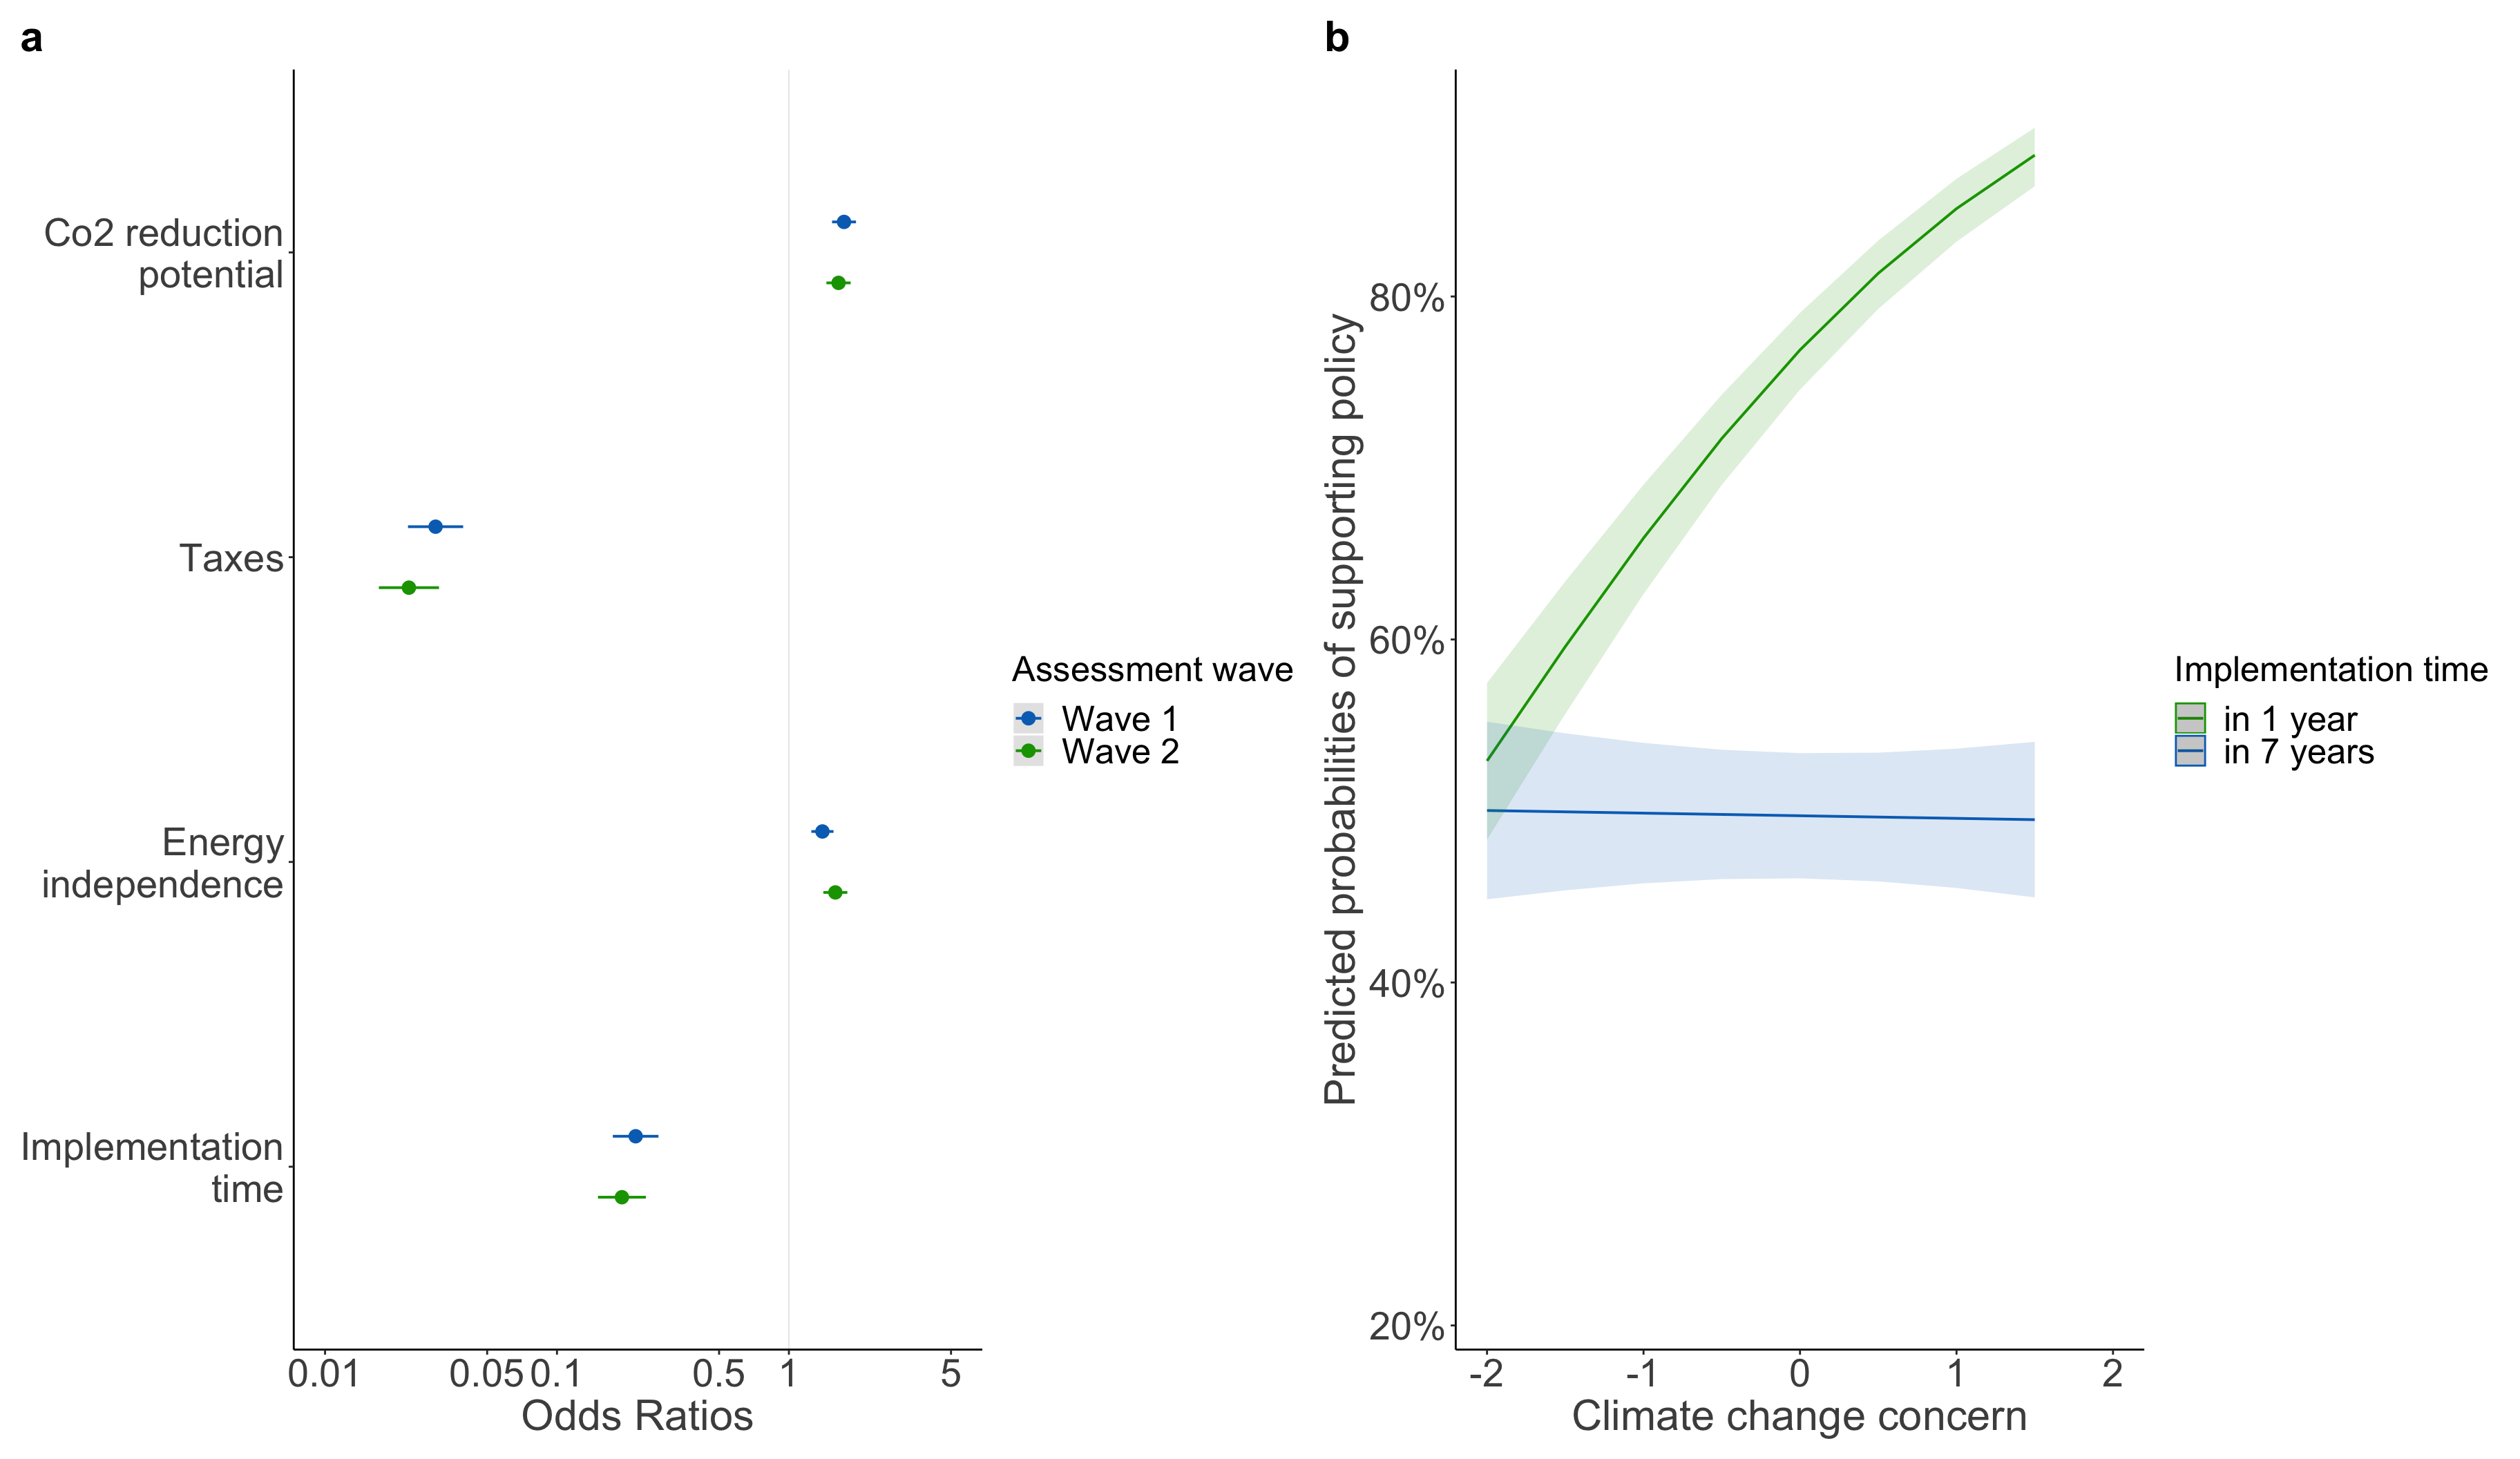 a
Co2 reduction
potential
Taxes
Energy
independence
Implementation
time
0.01
0.05
0.1
0.5
1
5
Odds Ratios
Assessment wave
Wave 1
Wave 2
b
Predicted probabilities of supporting policy
80%
60%
40%
20%
-2
-1
0
1
2
Climate change concern
Implementation time
in 1 year
in 7 years